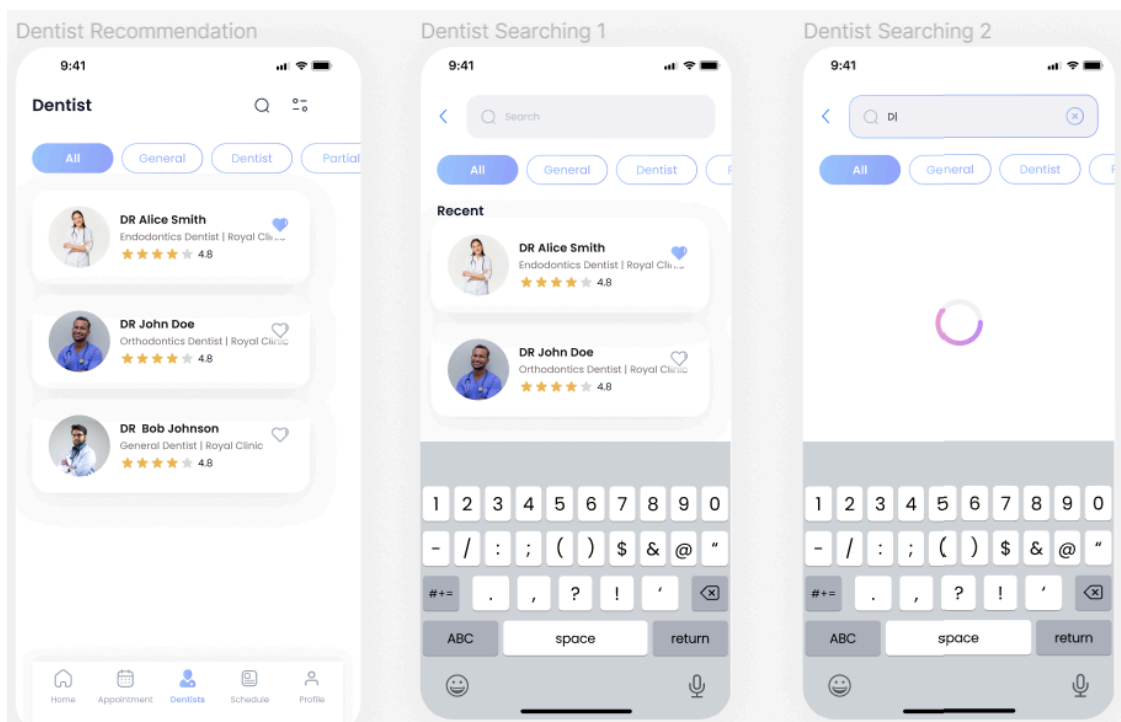 Dentist Recommendation
9:41
Dentist
All General Dentist Partial
DR Alice Smith
Endodontics Dentist | Royal
4.8
DR John Doe
Orthodontics Dentist | Royal Clinic
4.8
DR Bob Johnson
General Dentist | Royal Clinic
4.8
Home Appointment Dentists Schedule Profile
Dentist Searching 1
9:41
Search
All General Dentist
Recent
DR Alice Smith
Endodontics Dentist | Royal
4.8
DR John Doe
Orthodontics Dentist | Royal Clinic
4.8
1 2 3 4 5 6 7 8 9 0
- / : ; ( ) $ & @ "
#+= . , ? ! '
ABC space return
Dentist Searching 2
9:41
D
All General Dentist
1 2 3 4 5 6 7 8 9 0
- / : ; ( ) $ & @ "
#+= . , ? ! '
ABC space return